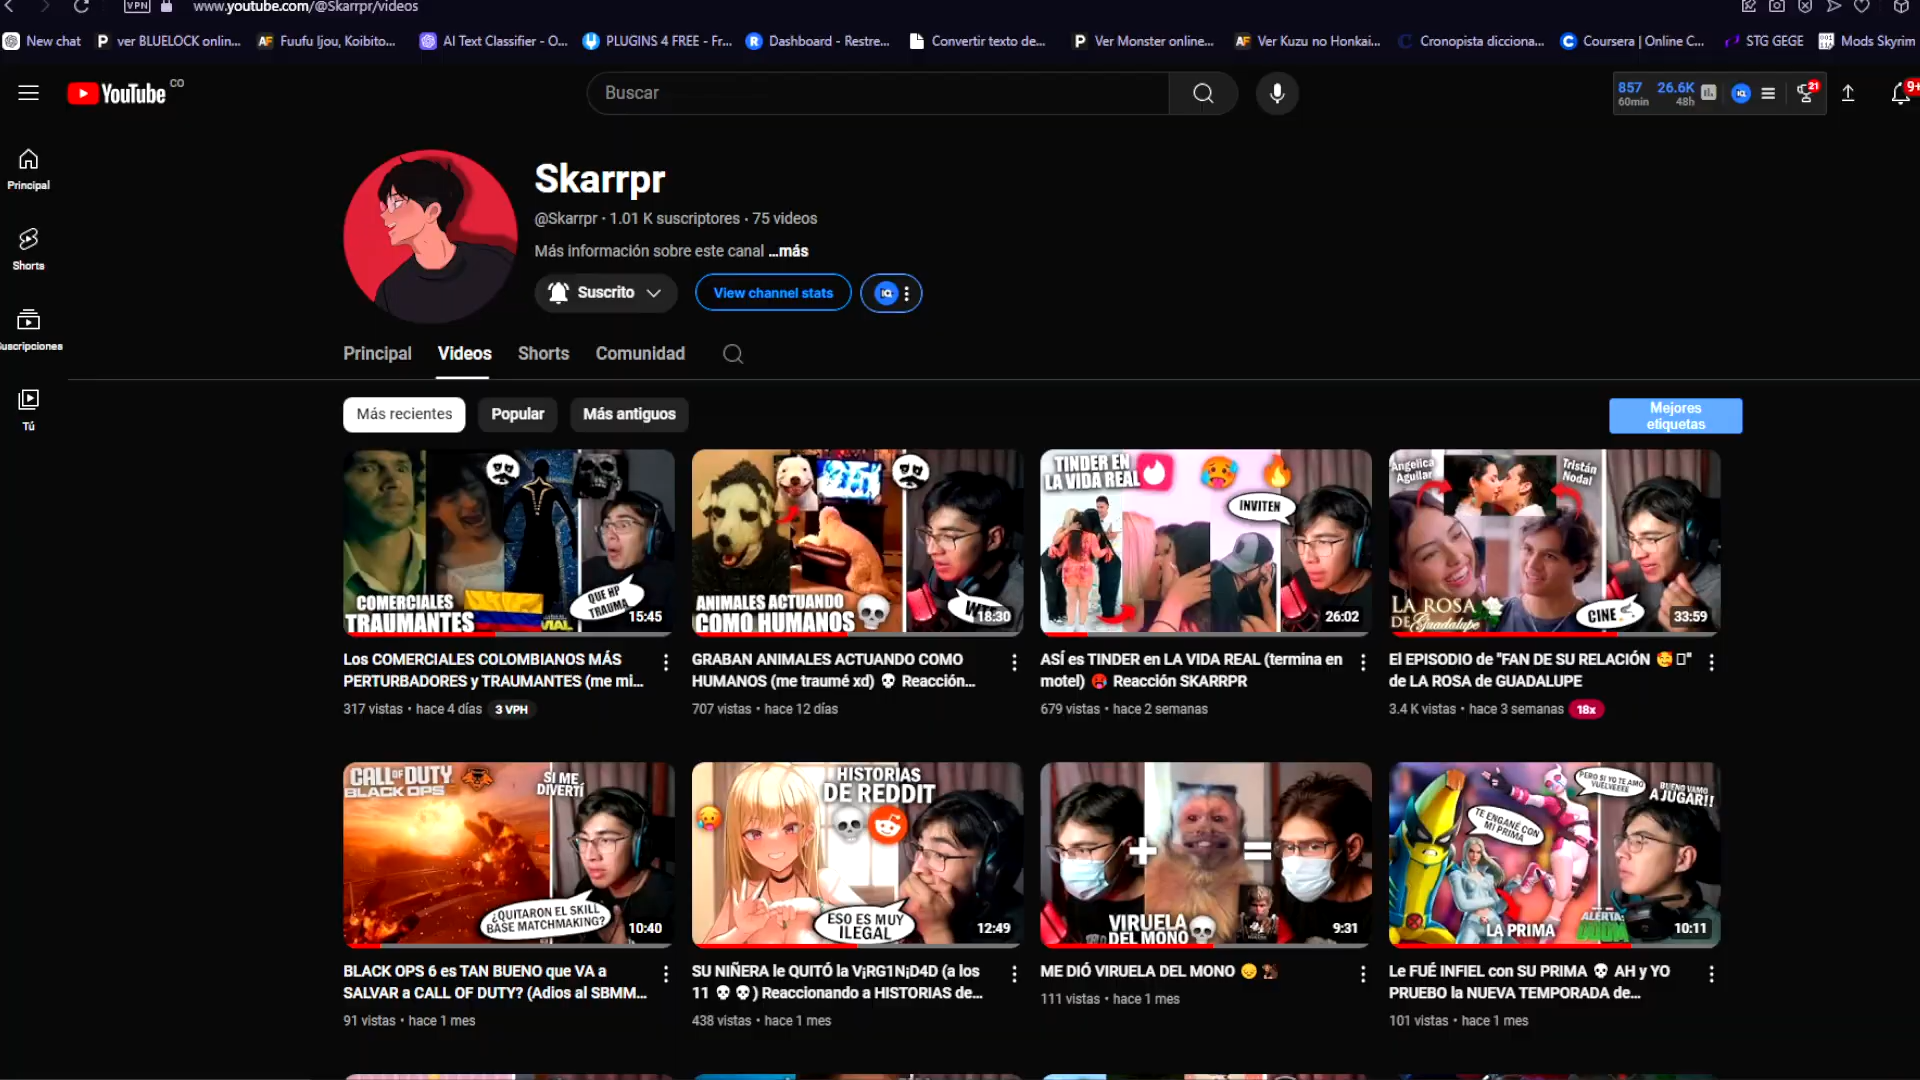 VPN
www.youtube.com/@Skarrpr/videos
New chat
ver BLUELOCK onlin...
Fuufu Ijou, Koibito...
AI Text Classifier - O...
PLUGINS 4 FREE - Fr...
Dashboard - Restre...
Convertir texto de...
Ver Monster online...
Ver Kuzu no Honkai...
Cronopista dicciona...
Coursera | Online C...
STG GEGE
Mods Skyrim
YouTube CO
Buscar
857 26.6K
60min 48h
21
9+
Principal
Shorts
uscripciones
Tú
Skarrpr
@Skarrpr · 1.01 K suscriptores · 75 videos
Más información sobre este canal ...más
Suscrito
View channel stats
Principal Videos Shorts Comunidad
Más recientes Popular Más antiguos
Mejores
etiquetas
COMERCIALES
TRAUMANTES
QUE HP
TRAUMA
15:45
ANIMALES ACTUANDO
COMO HUMANOS
18:30
TINDER EN
LA VIDA REAL
INVITEN
26:02
Angelica
Aguilar
Tristán
Nodal
LA ROSA
DE Guadalupe
CINE
33:59
Los COMERCIALES COLOMBIANOS MÁS
PERTURBADORES y TRAUMANTES (me mi...
317 vistas · hace 4 días 3 VPH
GRABAN ANIMALES ACTUANDO COMO
HUMANOS (me traumé xd) 💀 Reacción...
707 vistas · hace 12 días
ASÍ es TINDER en LA VIDA REAL (termina en
motel) 🥵 Reacción SKARRPR
679 vistas · hace 2 semanas
El EPISODIO de "FAN DE SU RELACIÓN 🥰"
de LA ROSA de GUADALUPE
3.4 K vistas · hace 3 semanas 18x
CALL OF DUTY
BLACK OPS
SI ME
DIVERTÍ
¿QUITARON EL SKILL
BASE MATCHMAKING?
10:40
HISTORIAS
DE REDDIT
ESO ES MUY
ILEGAL
12:49
VIRUELA
DEL MONO
9:31
PERO SI YO TE AMO
VUELVEEEE
BUENO VAMO
A JUGAR!!
TE ENGAÑÉ CON
MI PRIMA
LA PRIMA
ALERTA:
10:11
BLACK OPS 6 es TAN BUENO que VA a
SALVAR a CALL OF DUTY? (Adios al SBMM...
91 vistas · hace 1 mes
SU NIÑERA le QUITÓ la V¡RG1N¡D4D (a los
11 💀💀) Reaccionando a HISTORIAS de...
438 vistas · hace 1 mes
ME DIÓ VIRUELA DEL MONO 😞🐒
111 vistas · hace 1 mes
Le FUÉ INFIEL con SU PRIMA 💀 AH y YO
PRUEBO la NUEVA TEMPORADA de...
101 vistas · hace 1 mes